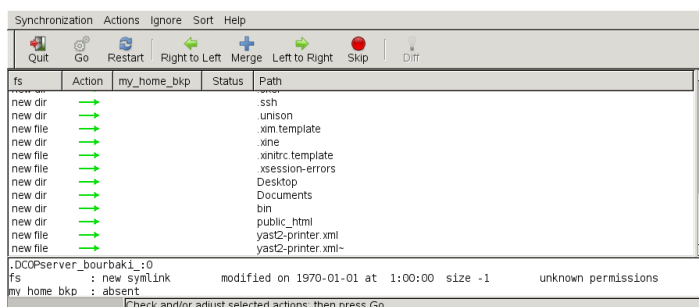 Synchronization Actions Ignore Sort Help
Quit Go Restart Right to Left Merge Left to Right Skip Diff
fs Action my_home_bkp Status Path
new dir .ssh
new dir .unison
new file .xim.template
new dir .xine
new file .xinitrc.template
new file .xsession-errors
new dir Desktop
new dir Documents
new dir bin
new dir public_html
new file yast2-printer.xml
new file yast2-printer.xml~
.DCOPserver_bourbaki_:0
fs : new symlink modified on 1970-01-01 at 1:00:00 size -1 unknown permissions
my_home_bkp : absent
Check and/or adjust selected actions; then press Go